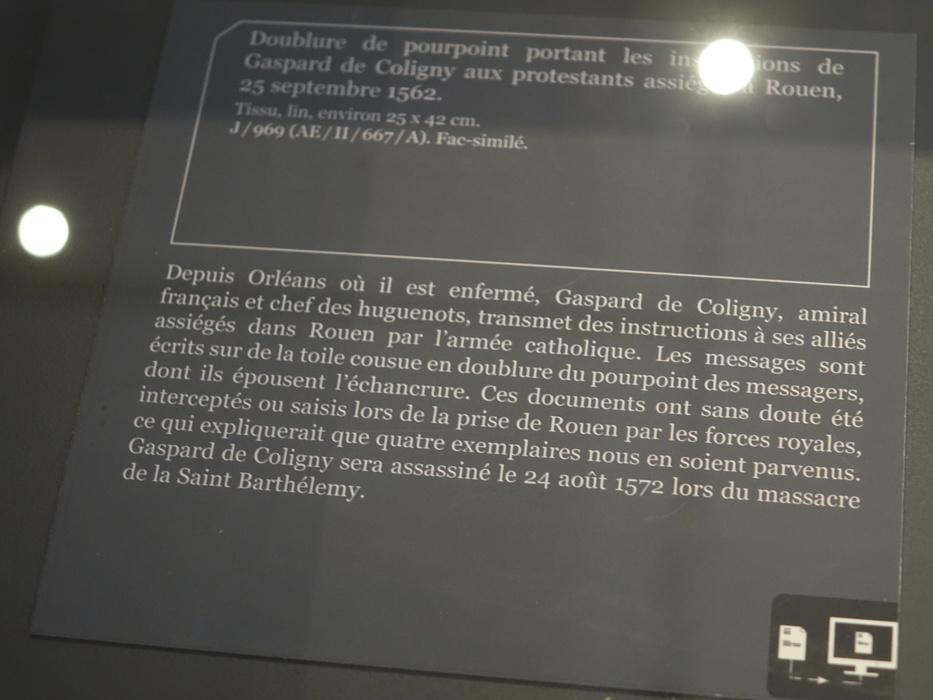 Doublure de pourpoint portant les de
Gaspard de Coligny aux protestants Rouen,
25 septembre 1562.
Tissu, lin, environ 25 x 42 cm.
J/969 (AE/II/667/A). Fac-similé.
Depuis Orléans où il est enfermé, Gaspard de Coligny, amiral
français et chef des huguenots, transmet des instructions à ses alliés
assiégés dans Rouen par l'armée catholique. Les messages sont
écrits sur de la toile cousue en doublure du pourpoint des messagers,
dont ils épousent l'échancrure. Ces documents ont sans doute été
interceptés ou saisis lors de la prise de Rouen par les forces royales,
ce qui expliquerait que quatre exemplaires nous en soient parvenus.
Gaspard de Coligny sera assassiné le 24 août 1572 lors du massacre
de la Saint Barthélemy.